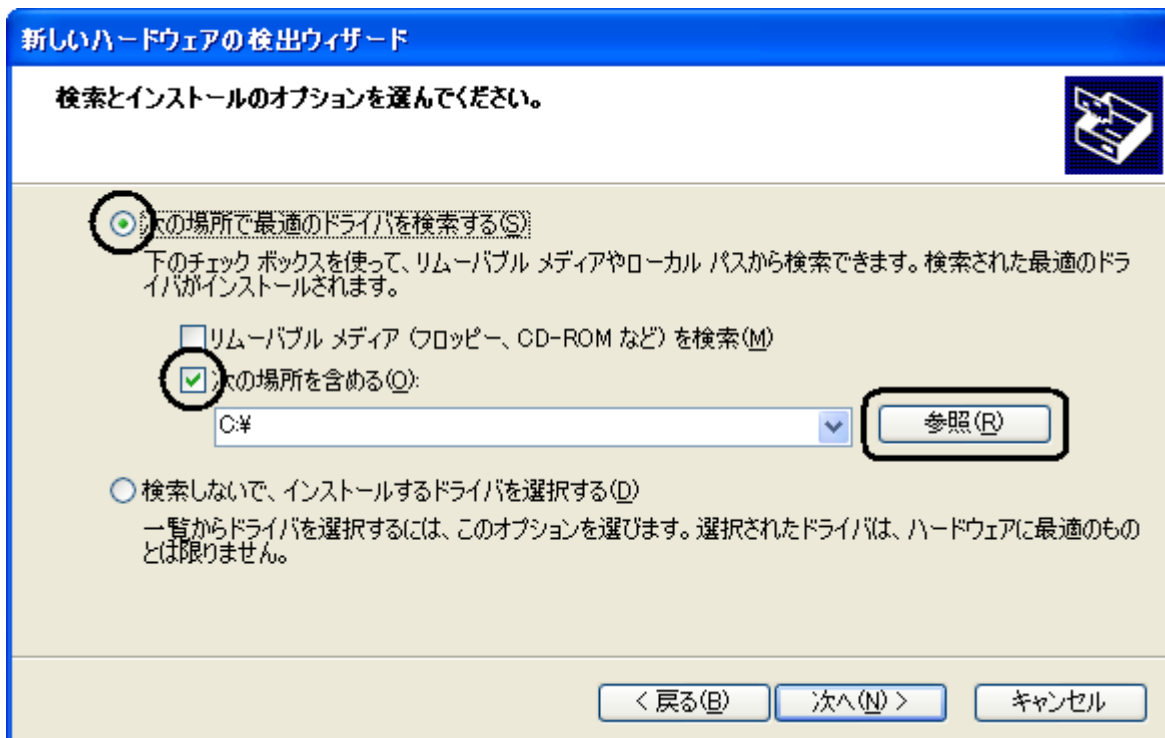 新しいハードウェアの検出ウィザード
検索とインストールのオプションを選んでください。
次の場所で最適のドライバを検索する(S)
下のチェック ボックスを使って、リムーバブル メディアやローカル パスから検索できます。検索された最適のドラ
イバがインストールされます。
リムーバブル メディア (フロッピー、CD-ROM など) を検索(M)
次の場所を含める(O):
C:¥
参照(R)
検索しないで、インストールするドライバを選択する(D)
一覧からドライバを選択するには、このオプションを選びます。選択されたドライバは、ハードウェアに最適のもの
とは限りません。
< 戻る(B) 次へ(N) > キャンセル